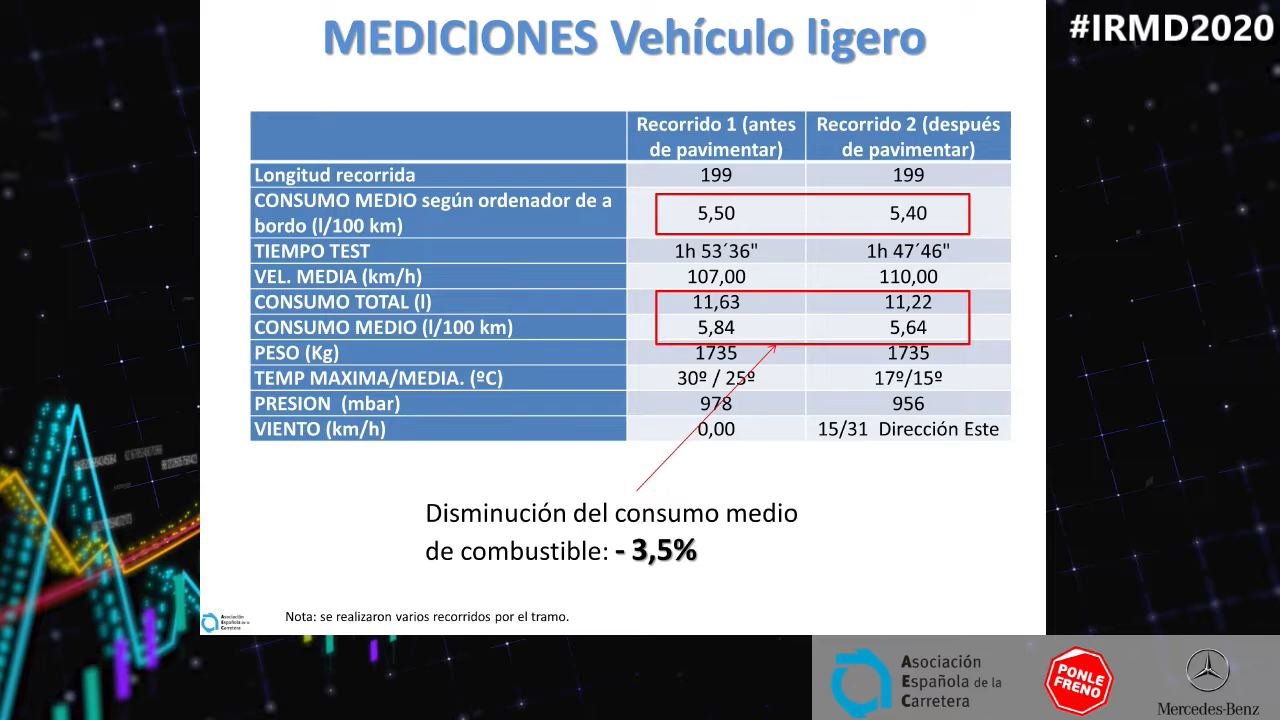 #IRMD2020
MEDICIONES Vehículo ligero
Recorrido 1 (antes de pavimentar) Recorrido 2 (después de pavimentar)
Longitud recorrida 199 199
CONSUMO MEDIO según ordenador de a bordo (l/100 km) 5,50 5,40
TIEMPO TEST 1h 53´36" 1h 47´46"
VEL. MEDIA (km/h) 107,00 110,00
CONSUMO TOTAL (l) 11,63 11,22
CONSUMO MEDIO (l/100 km) 5,84 5,64
PESO (Kg) 1735 1735
TEMP MAXIMA/MEDIA. (ºC) 30º / 25º 17º/15º
PRESION (mbar) 978 956
VIENTO (km/h) 0,00 15/31 Dirección Este
Disminución del consumo medio
de combustible: - 3,5%
Nota: se realizaron varios recorridos por el tramo.
Asociación
Española de la
Carretera
Asociación
Española de la
Carretera
PONLE
FRENO
Mercedes-Benz